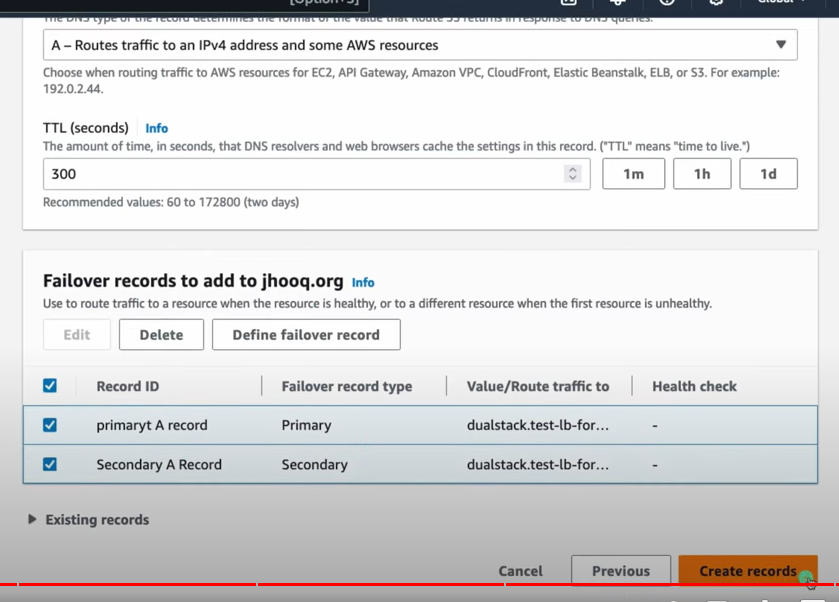 [Option+S]
Global
The DNS type of the record determines the format of the value that Route 53 returns in response to DNS queries.
A – Routes traffic to an IPv4 address and some AWS resources
Choose when routing traffic to AWS resources for EC2, API Gateway, Amazon VPC, CloudFront, Elastic Beanstalk, ELB, or S3. For example:
192.0.2.44.
TTL (seconds) Info
The amount of time, in seconds, that DNS resolvers and web browsers cache the settings in this record. ("TTL" means "time to live.")
300 1m 1h 1d
Recommended values: 60 to 172800 (two days)
Failover records to add to jhooq.org Info
Use to route traffic to a resource when the resource is healthy, or to a different resource when the first resource is unhealthy.
Edit Delete Define failover record
Record ID Failover record type Value/Route traffic to Health check
primaryt A record Primary dualstack.test-lb-for... -
Secondary A Record Secondary dualstack.test-lb-for... -
Existing records
Cancel Previous Create records